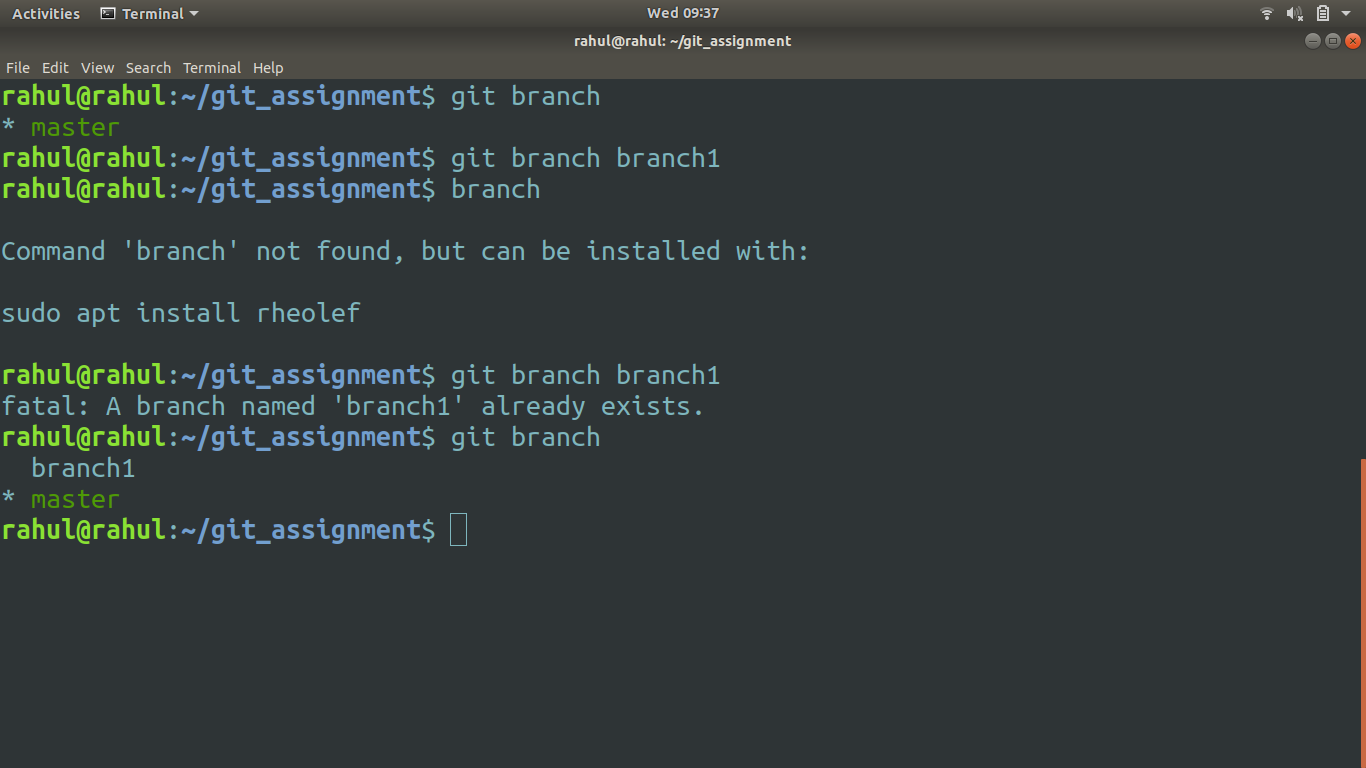 Activities Terminal Wed 09:37
rahul@rahul: ~/git_assignment
File Edit View Search Terminal Help
rahul@rahul:~/git_assignment$ git branch
* master
rahul@rahul:~/git_assignment$ git branch branch1
rahul@rahul:~/git_assignment$ branch
Command 'branch' not found, but can be installed with:
sudo apt install rheolef
rahul@rahul:~/git_assignment$ git branch branch1
fatal: A branch named 'branch1' already exists.
rahul@rahul:~/git_assignment$ git branch
  branch1
* master
rahul@rahul:~/git_assignment$